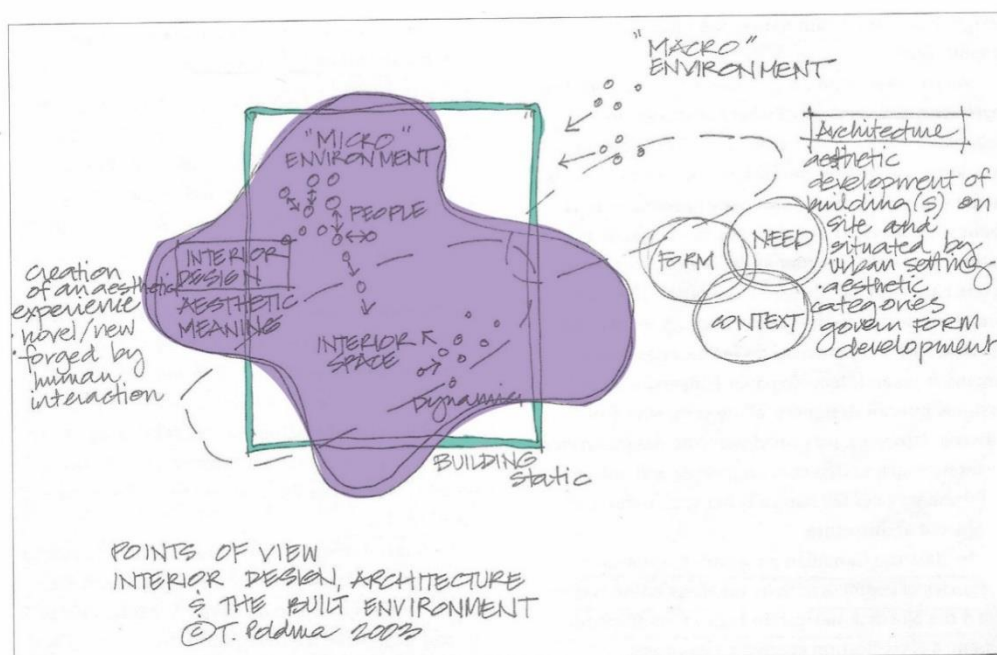 "MACRO"
ENVIRONMENT
"MICRO"
ENVIRONMENT
PEOPLE
INTERIOR
DESIGN
AESTHETIC
MEANING
INTERIOR
SPACE
Dynamic
BUILDING
Static
creation
of an aesthetic
experience
novel/new
• forged by
human
interaction
FORM
NEED
CONTEXT
Architecture
aesthetic
development of
building(s) on
site and
situated by
urban setting
• aesthetic
categories
govern FORM
development
POINTS OF VIEW
INTERIOR DESIGN, ARCHITECTURE
& THE BUILT ENVIRONMENT
© T. Poldma 2003